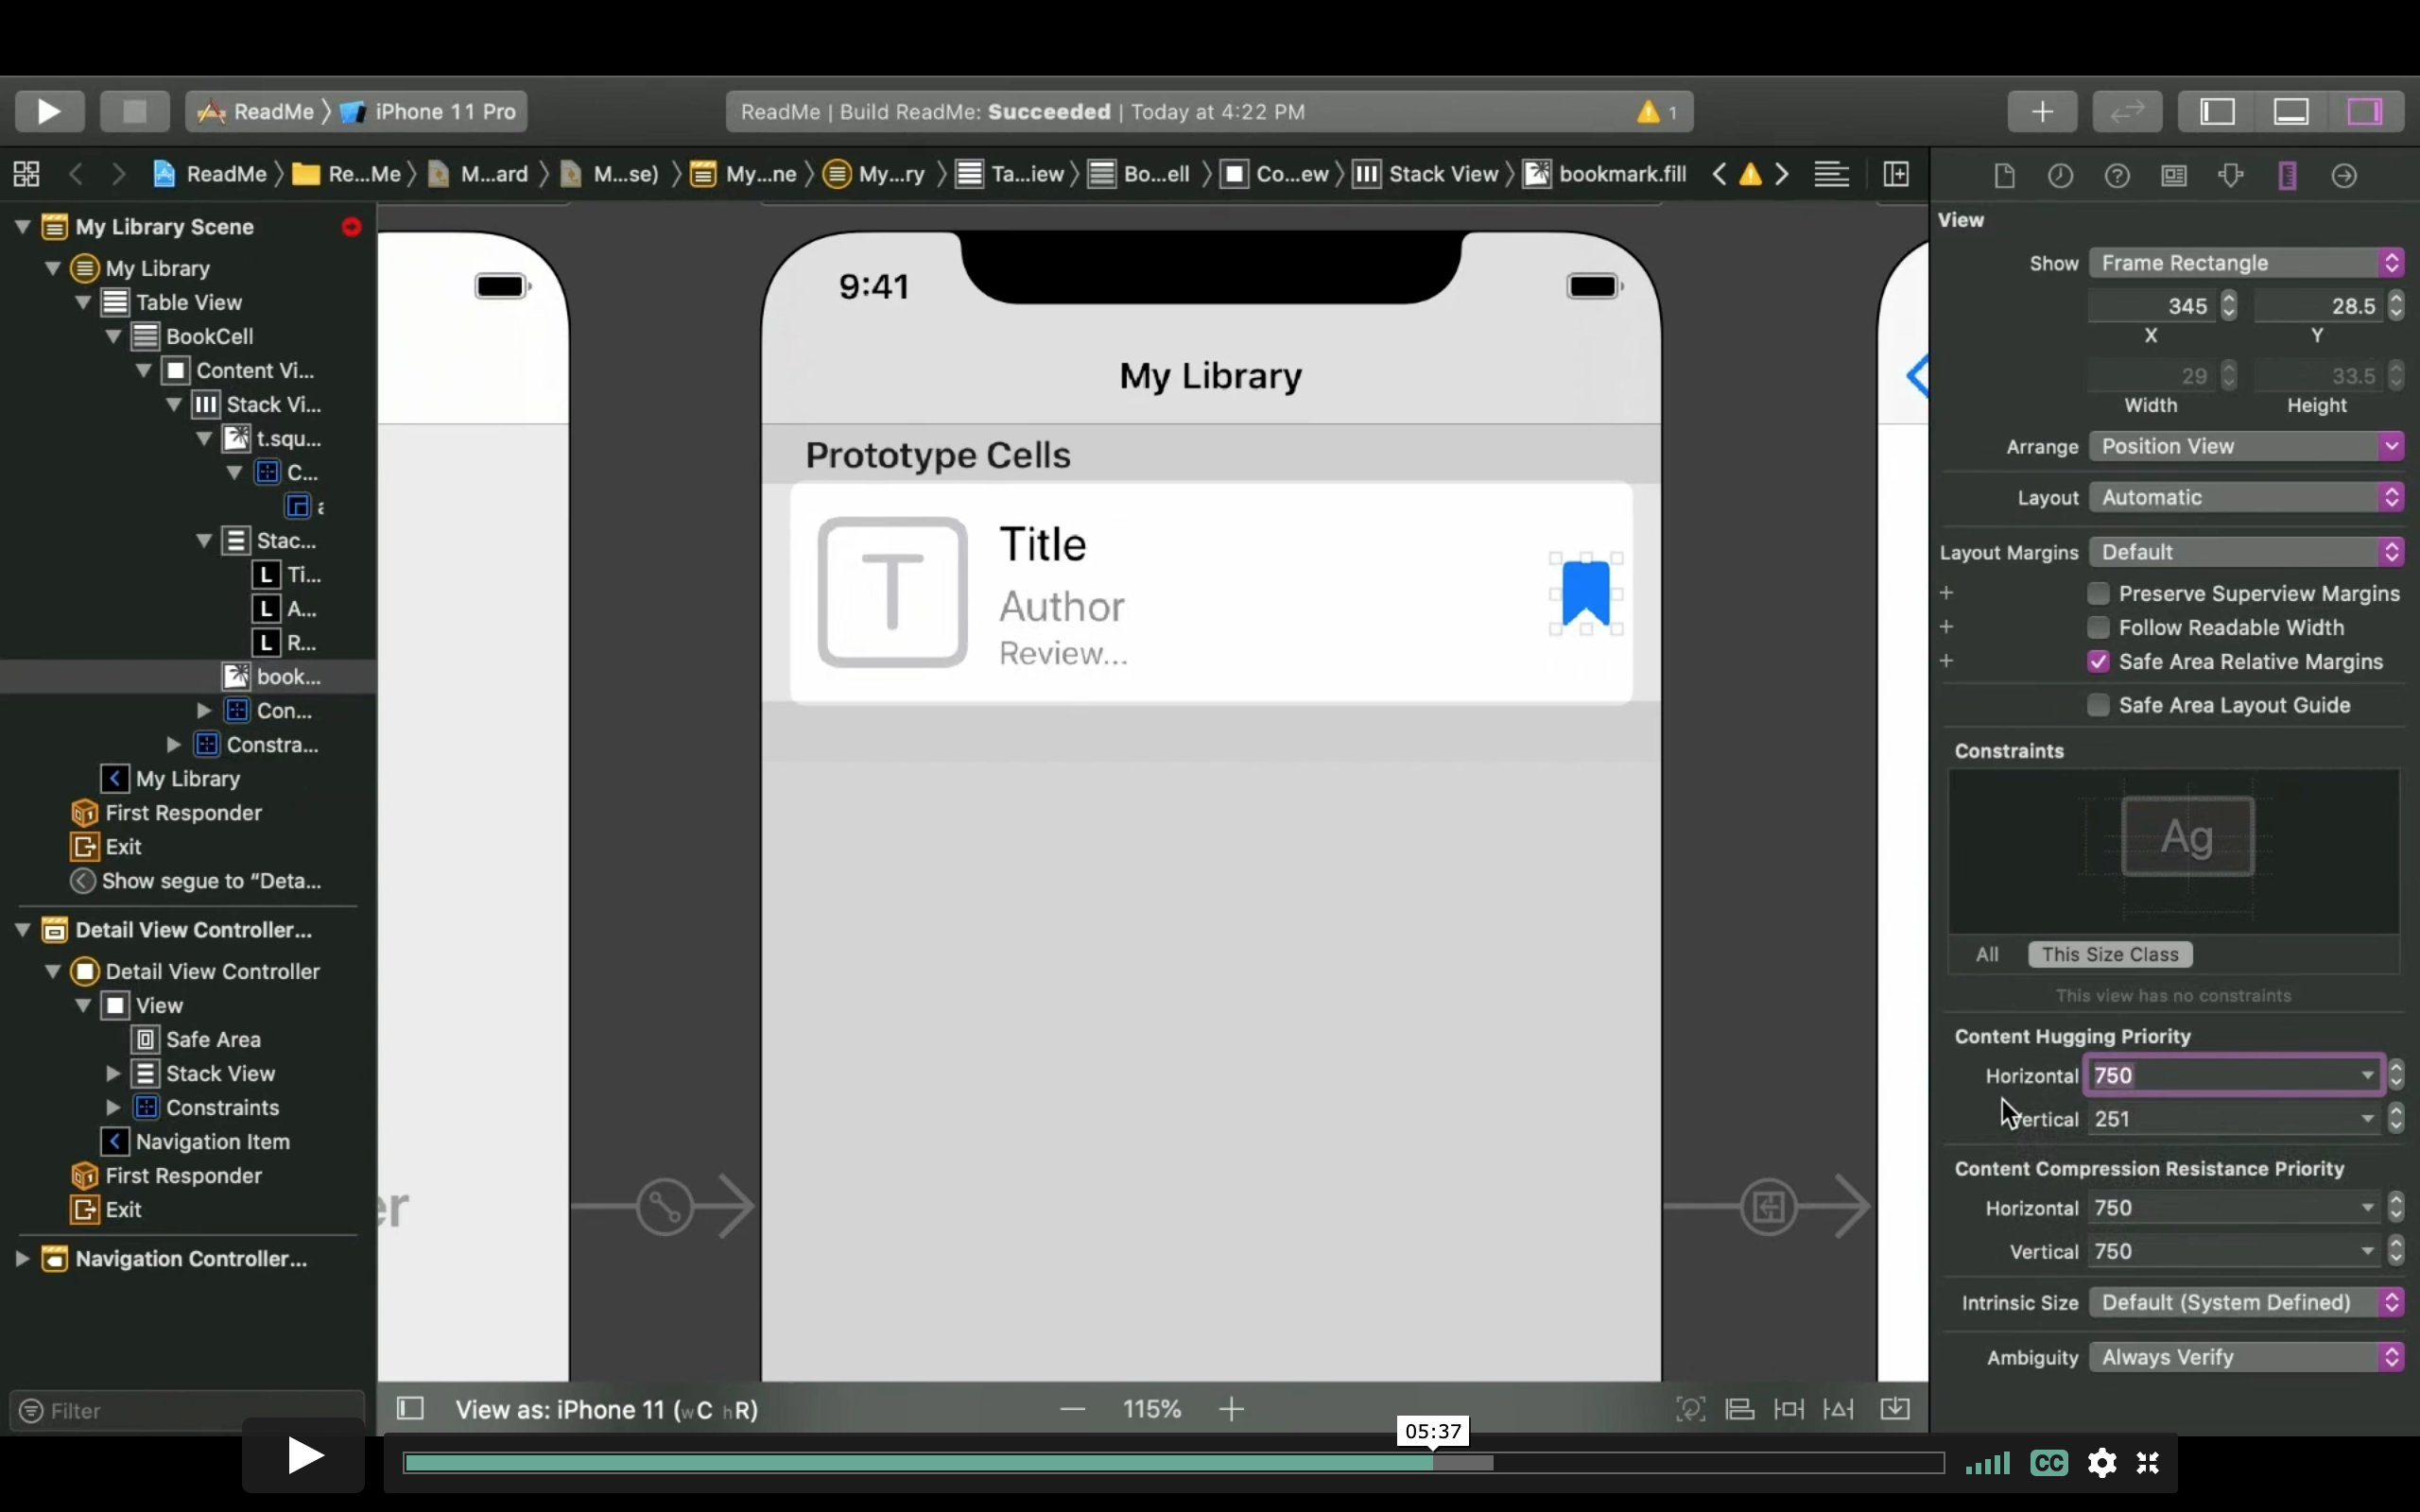 ReadMe 〉 iPhone 11 Pro
ReadMe | Build ReadMe: Succeeded | Today at 4:22 PM
1
ReadMe 〉 Re...Me 〉 M...ard 〉 M...se) 〉 My...ne 〉 My...ry 〉 Ta...iew 〉 Bo...ell 〉 Co...ew 〉 Stack View 〉 bookmark.fill
My Library Scene
My Library
Table View
BookCell
Content Vi...
Stack Vi...
t.squ...
C...
Stac...
L Ti...
L A...
L R...
book...
Con...
Constra...
My Library
First Responder
Exit
Show segue to “Deta...
Detail View Controller...
Detail View Controller
View
Safe Area
Stack View
Constraints
Navigation Item
First Responder
Exit
Navigation Controller...
Filter
er
9:41
My Library
Prototype Cells
T
Title
Author
Review...
View as: iPhone 11 (wC hR)
115%
View
Show Frame Rectangle
345 28.5
X Y
29 33.5
Width Height
Arrange Position View
Layout Automatic
Layout Margins Default
Preserve Superview Margins
Follow Readable Width
Safe Area Relative Margins
Safe Area Layout Guide
Constraints
Ag
All This Size Class
This view has no constraints
Content Hugging Priority
Horizontal 750
Vertical 251
Content Compression Resistance Priority
Horizontal 750
Vertical 750
Intrinsic Size Default (System Defined)
Ambiguity Always Verify
05:37
CC